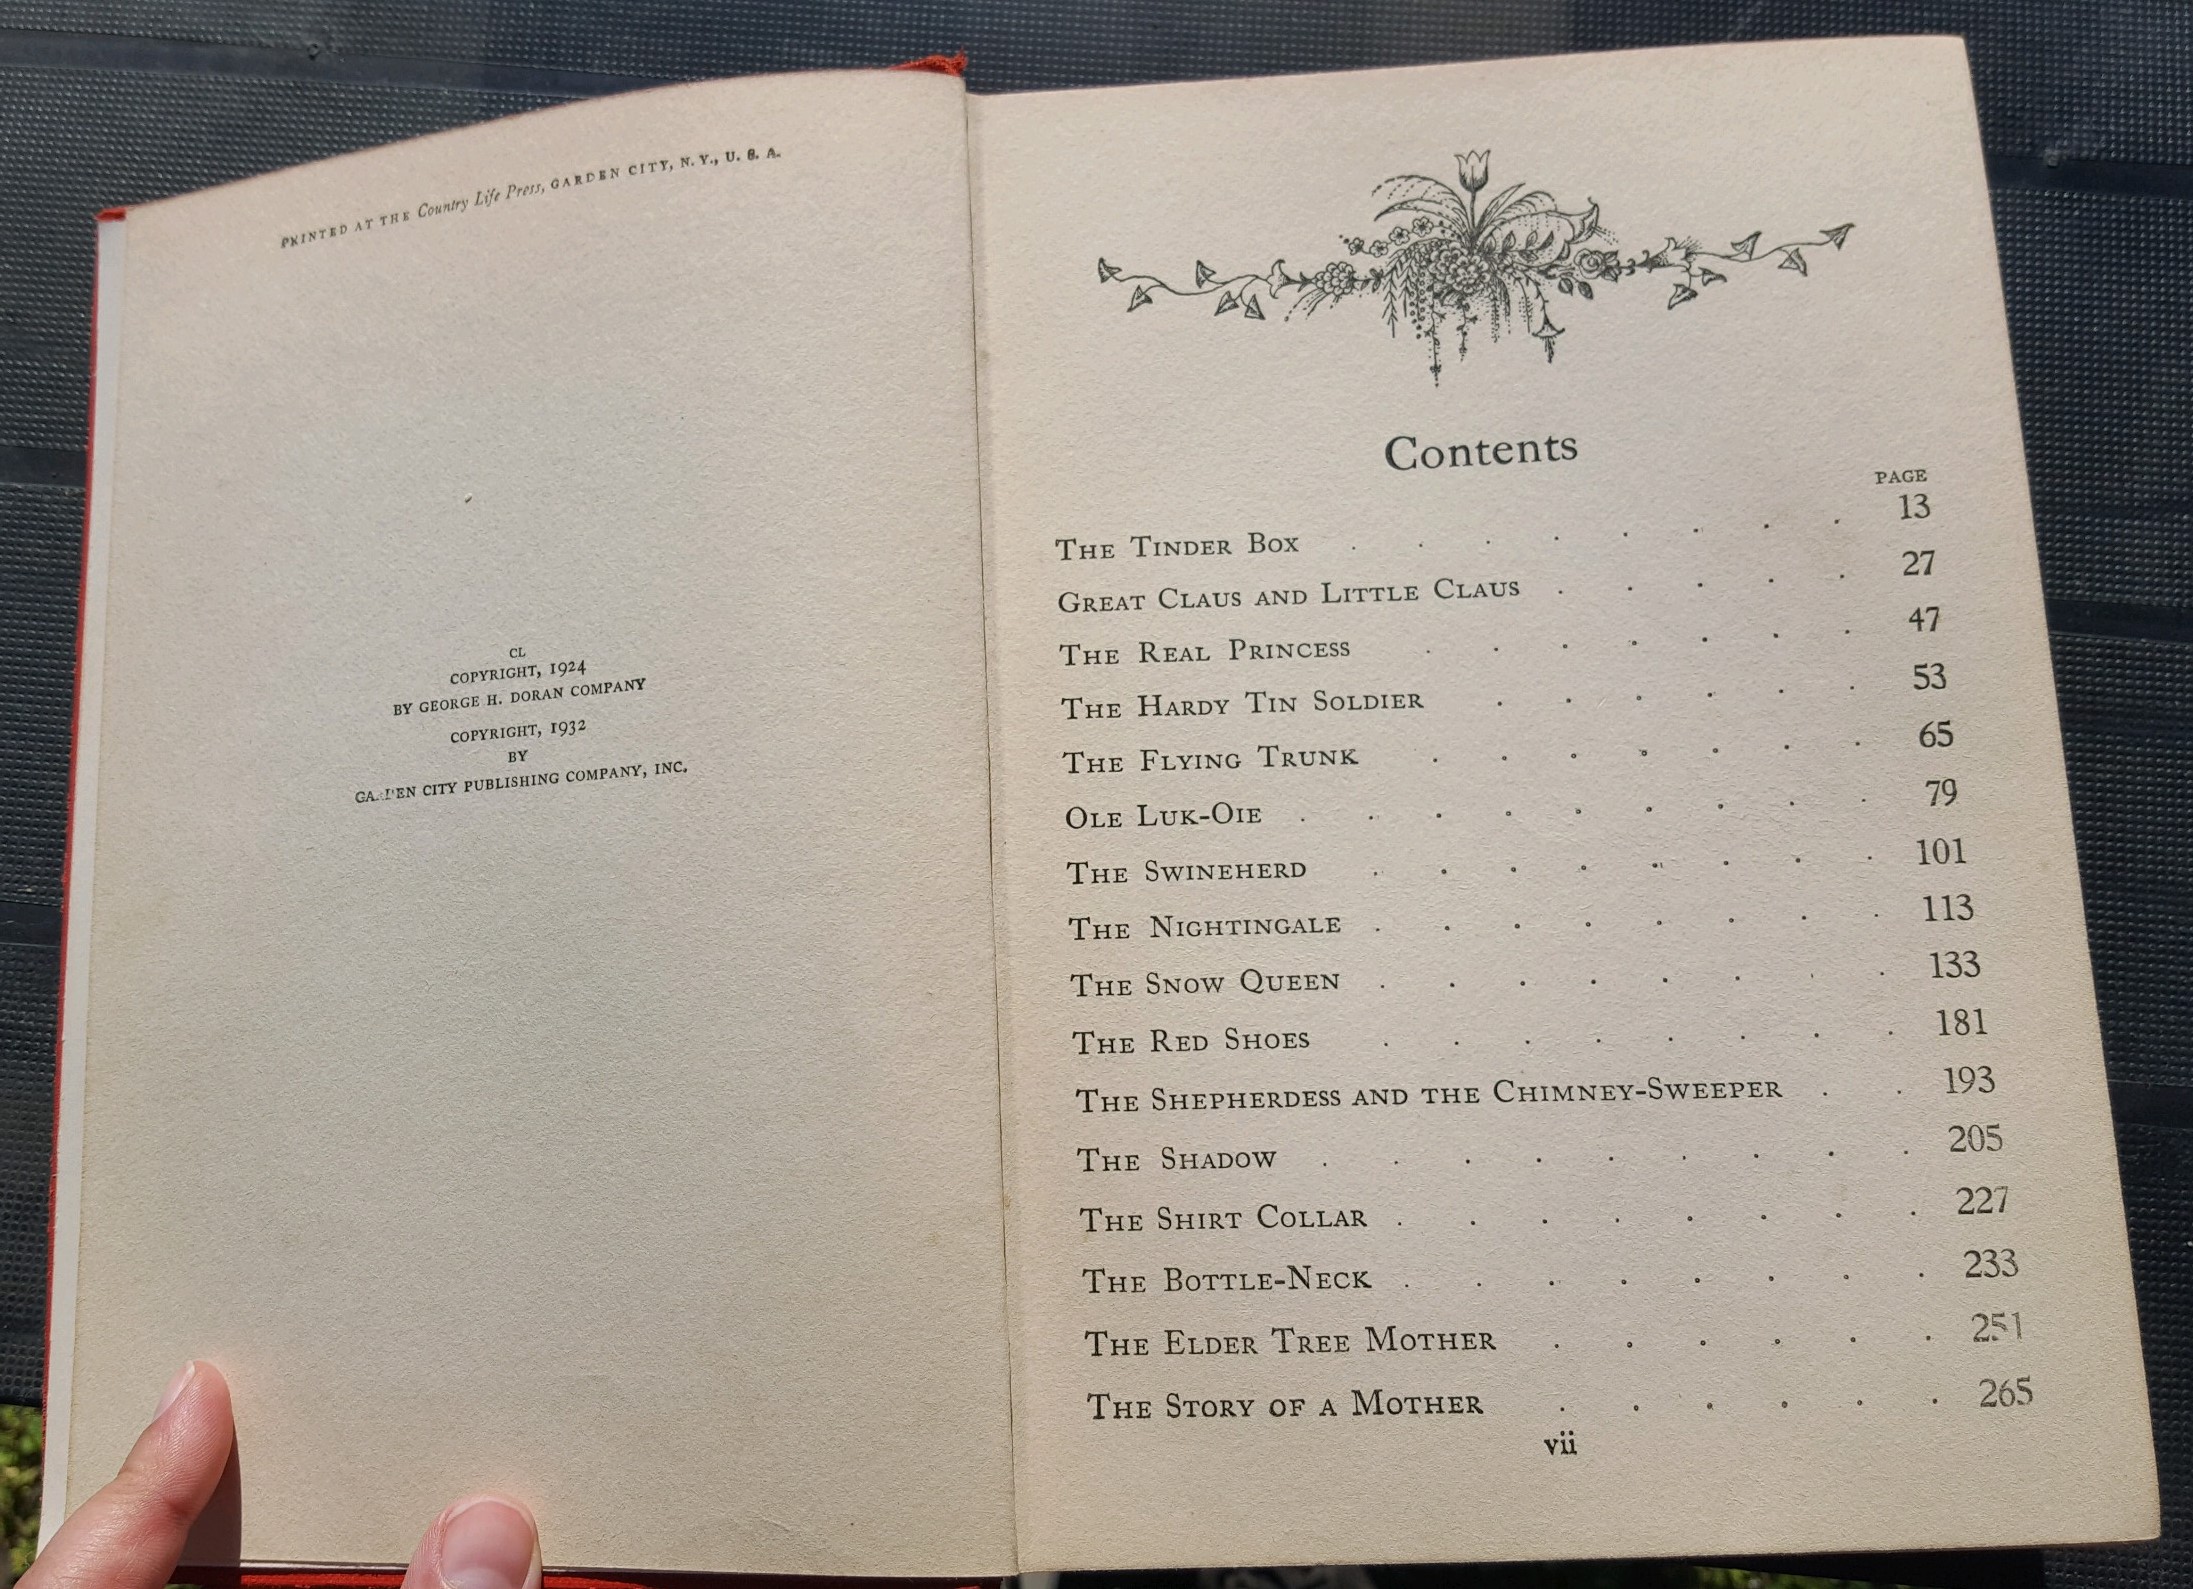 PRINTED AT THE Country Life Press, GARDEN CITY, N. Y., U. S. A.
CL
COPYRIGHT, 1924
BY GEORGE H. DORAN COMPANY
COPYRIGHT, 1932
BY
GARDEN CITY PUBLISHING COMPANY, INC.
Contents
PAGE
THE TINDER BOX . . . . . . . . 13
GREAT CLAUS AND LITTLE CLAUS . . . . . 27
THE REAL PRINCESS . . . . . . . 47
THE HARDY TIN SOLDIER . . . . . . 53
THE FLYING TRUNK . . . . . . . 65
OLE LUK-OIE . . . . . . . . . 79
THE SWINEHERD . . . . . . . . 101
THE NIGHTINGALE . . . . . . . . 113
THE SNOW QUEEN . . . . . . . . 133
THE RED SHOES . . . . . . . . 181
THE SHEPHERDESS AND THE CHIMNEY-SWEEPER . . 193
THE SHADOW . . . . . . . . . 205
THE SHIRT COLLAR . . . . . . . . 227
THE BOTTLE-NECK . . . . . . . . 233
THE ELDER TREE MOTHER . . . . . . 251
THE STORY OF A MOTHER . . . . . . 265
vii